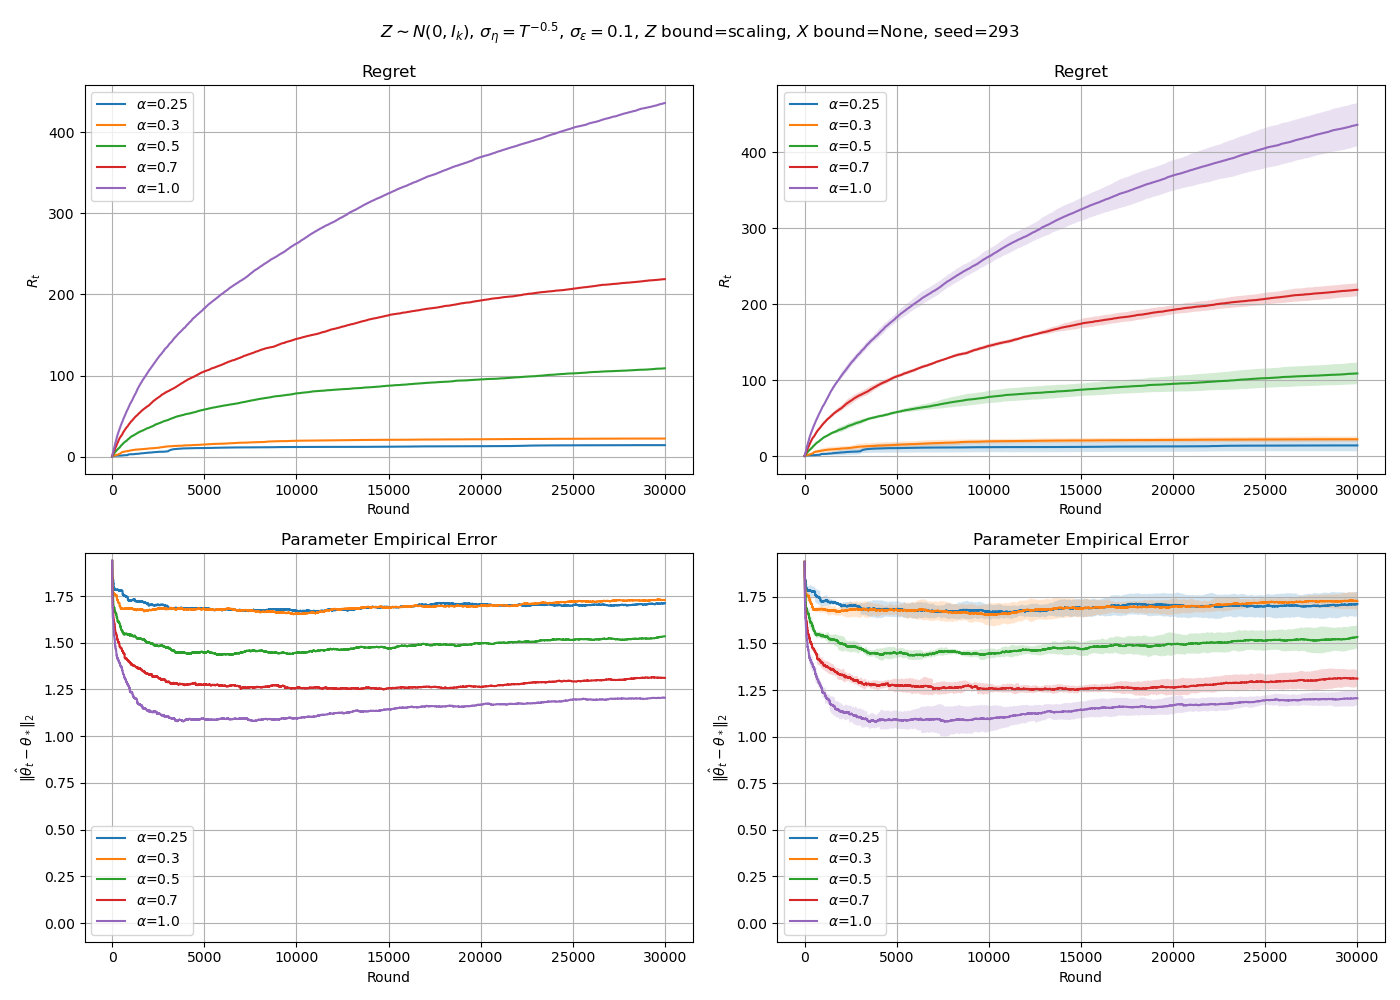 Z ∼ N(0, I_k), σ_η = T^{−0.5}, σ_ε = 0.1, Z bound=scaling, X bound=None, seed=293
Regret
α=0.25
α=0.3
α=0.5
α=0.7
α=1.0
400
300
200
100
0
R_t
0 5000 10000 15000 20000 25000 30000
Round
Regret
α=0.25
α=0.3
α=0.5
α=0.7
α=1.0
400
300
200
100
0
R_t
0 5000 10000 15000 20000 25000 30000
Round
Parameter Empirical Error
1.75
1.50
1.25
1.00
0.75
0.50
0.25
0.00
‖θ̂_t − θ_*‖_2
α=0.25
α=0.3
α=0.5
α=0.7
α=1.0
0 5000 10000 15000 20000 25000 30000
Round
Parameter Empirical Error
1.75
1.50
1.25
1.00
0.75
0.50
0.25
0.00
‖θ̂_t − θ_*‖_2
α=0.25
α=0.3
α=0.5
α=0.7
α=1.0
0 5000 10000 15000 20000 25000 30000
Round